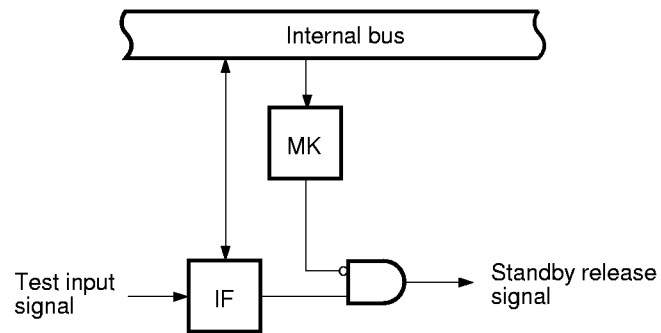 Internal bus
MK
Test input
signal
IF
Standby release
signal